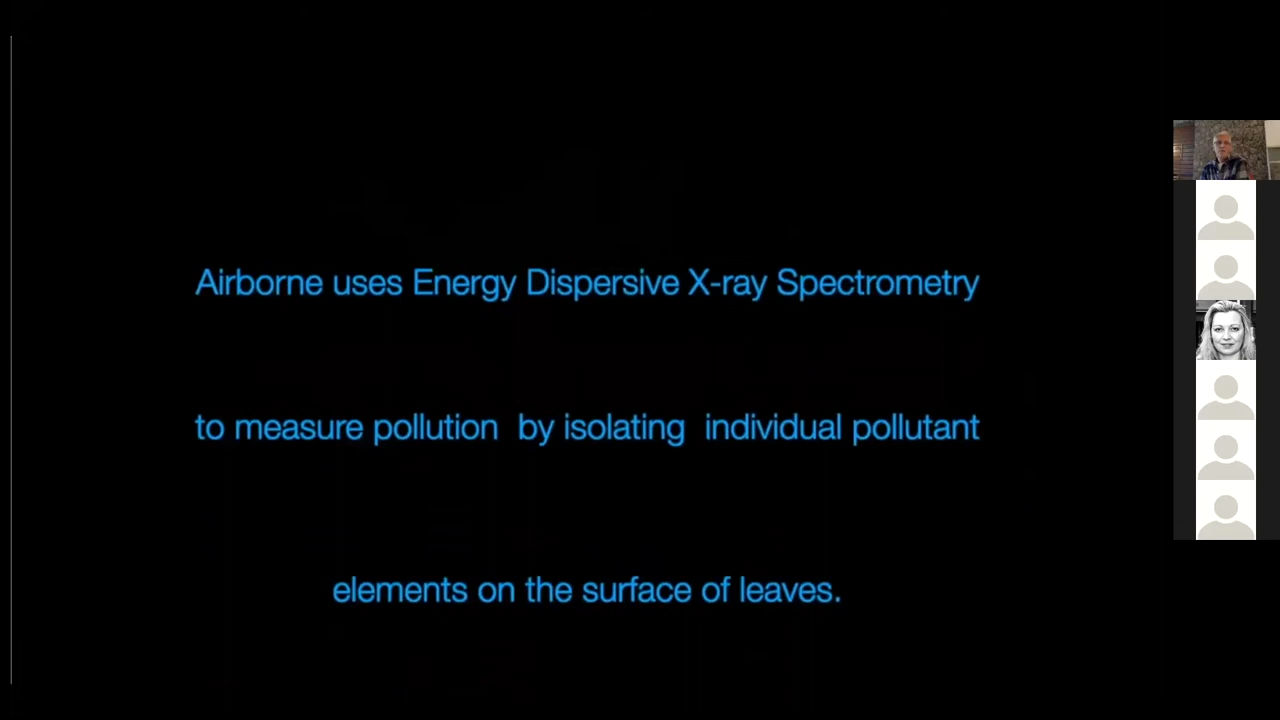 Airborne uses Energy Dispersive X-ray Spectrometry
to measure pollution by isolating individual pollutant
elements on the surface of leaves.